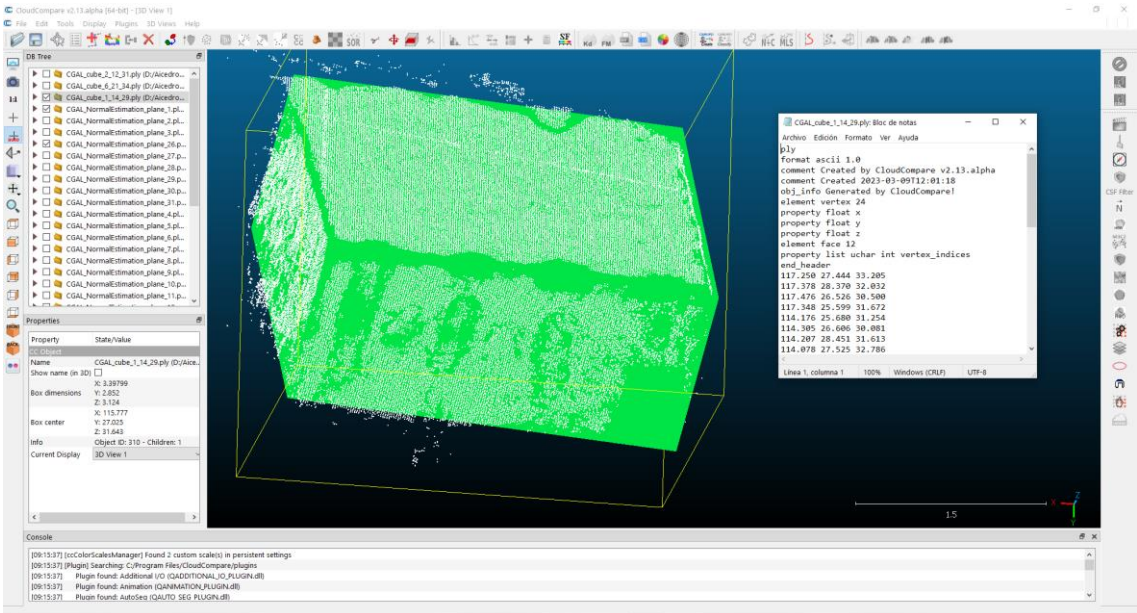 CloudCompare v2.13.alpha [64-bit] - [3D View 1]
File Edit Tools Display Plugins 3D Views Help
SOR
SF
Kd
FM
N+C
MLS
DB Tree
CGAL_cube_2_12_31.ply (D:/Aicedro...
CGAL_cube_6_21_34.ply (D:/Aicedro...
CGAL_cube_1_14_29.ply (D:/Aicedro...
CGAL_NormalEstimation_plane_1.pl...
CGAL_NormalEstimation_plane_2.pl...
CGAL_NormalEstimation_plane_3.pl...
CGAL_NormalEstimation_plane_26.p...
CGAL_NormalEstimation_plane_27.p...
CGAL_NormalEstimation_plane_28.p...
CGAL_NormalEstimation_plane_29.p...
CGAL_NormalEstimation_plane_30.p...
CGAL_NormalEstimation_plane_31.p...
CGAL_NormalEstimation_plane_4.pl...
CGAL_NormalEstimation_plane_5.pl...
CGAL_NormalEstimation_plane_6.pl...
CGAL_NormalEstimation_plane_7.pl...
CGAL_NormalEstimation_plane_8.pl...
CGAL_NormalEstimation_plane_9.pl...
CGAL_NormalEstimation_plane_10.p...
CGAL_NormalEstimation_plane_11.p...
Properties
Property State/Value
CC Object
Name CGAL_cube_1_14_29.ply (D:/Aice...
Show name (in 3D)
X: 3.39799
Box dimensions Y: 2.852
Z: 3.124
X: 115.777
Box center Y: 27.025
Z: 31.643
Info Object ID: 310 - Children: 1
Current Display 3D View 1
CGAL_cube_1_14_29.ply: Bloc de notas
Archivo Edición Formato Ver Ayuda
ply
format ascii 1.0
comment Created by CloudCompare v2.13.alpha
comment Created 2023-03-09T12:01:18
obj_info Generated by CloudCompare!
element vertex 24
property float x
property float y
property float z
element face 12
property list uchar int vertex_indices
end_header
117.250 27.444 33.205
117.378 28.370 32.032
117.476 26.526 30.500
117.348 25.599 31.672
114.176 25.680 31.254
114.305 26.606 30.081
114.207 28.451 31.613
114.078 27.525 32.786
Línea 1, columna 1 100% Windows (CRLF) UTF-8
1.5
X
Z
Y
CSF Filter
N
Console
[09:15:37] [ccColorScalesManager] Found 2 custom scale(s) in persistent settings
[09:15:37] [Plugin] Searching: C:/Program Files/CloudCompare/plugins
[09:15:37] Plugin found: Additional I/O (QADDITIONAL_IO_PLUGIN.dll)
[09:15:37] Plugin found: Animation (QANIMATION_PLUGIN.dll)
[09:15:37] Plugin found: AutoSeg (QAUTO_SEG_PLUGIN.dll)